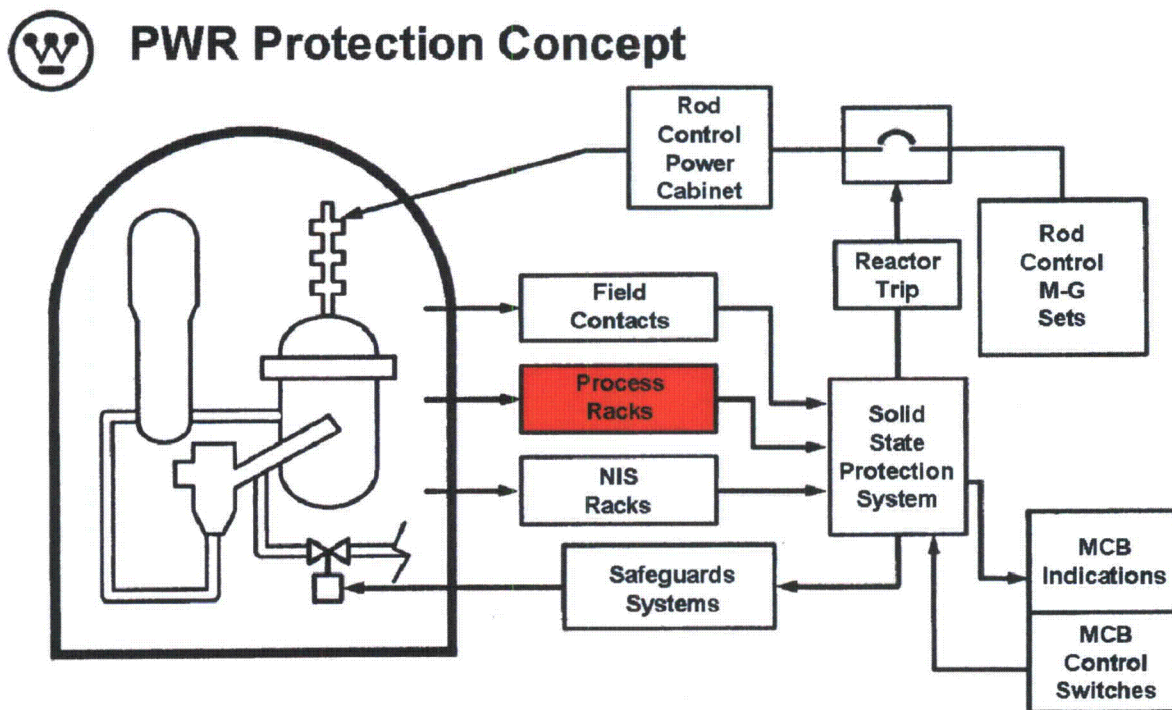 PWR Protection Concept
Rod
Control
Power
Cabinet
Reactor
Trip
Rod
Control
M-G
Sets
Field
Contacts
Process
Racks
NIS
Racks
Solid
State
Protection
System
Safeguards
Systems
MCB
Indications
MCB
Control
Switches